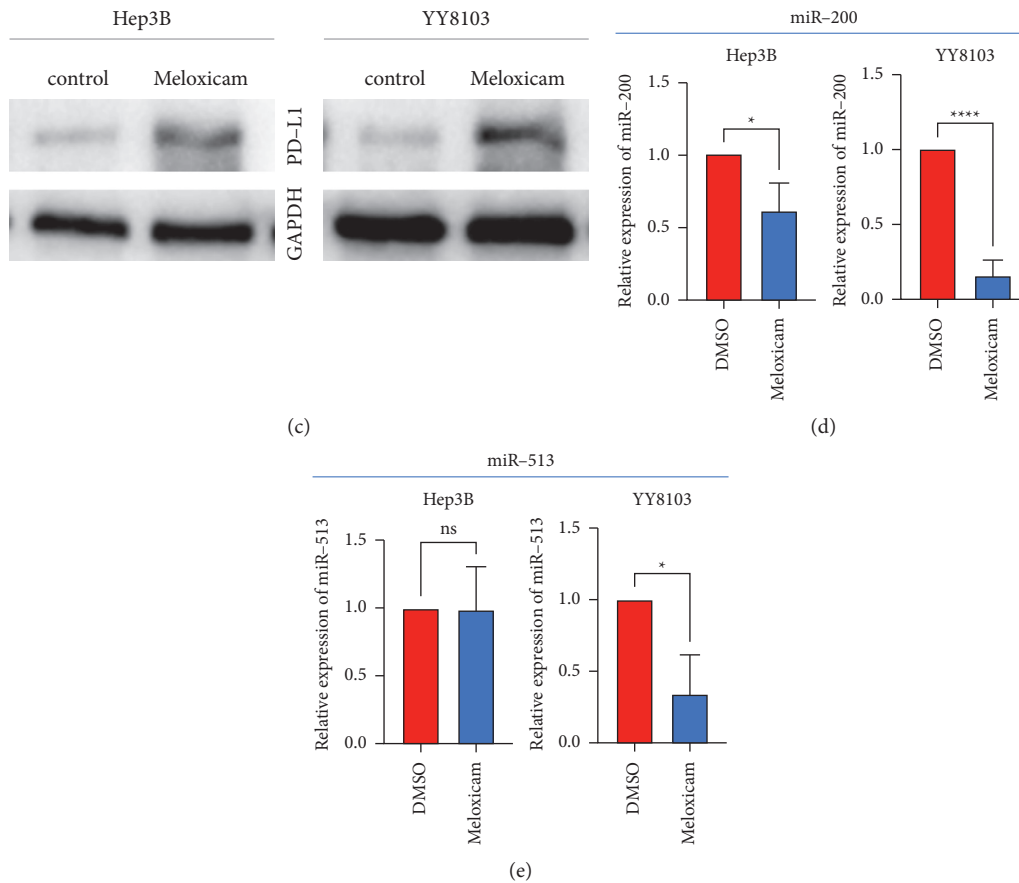 Hep3B
YY8103
control Meloxicam
control Meloxicam
PD–L1
GAPDH
(c)
miR–200
Hep3B
YY8103
Relative expression of miR–200
1.5
1.0
0.5
0.0
*
DMSO
Meloxicam
Relative expression of miR–200
1.5
1.0
0.5
0.0
****
DMSO
Meloxicam
(d)
miR–513
Hep3B
YY8103
Relative expression of miR–513
1.5
1.0
0.5
0.0
ns
DMSO
Meloxicam
Relative expression of miR–513
1.5
1.0
0.5
0.0
*
DMSO
Meloxicam
(e)